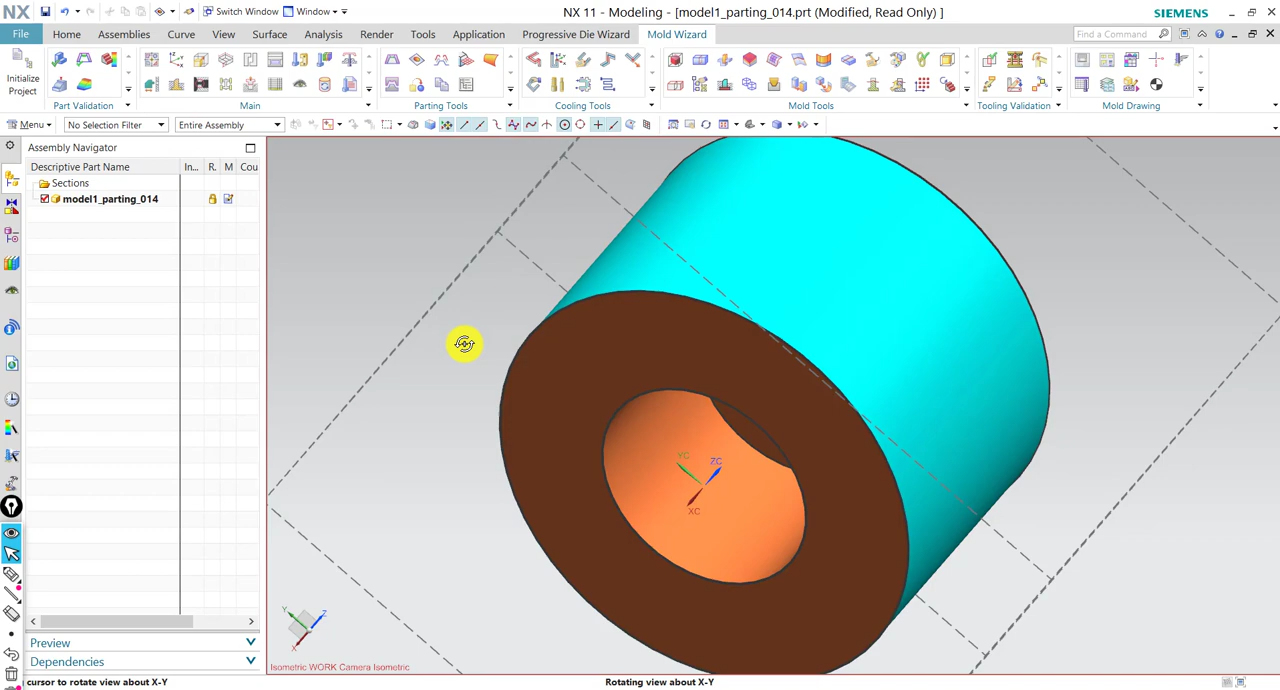 NX
Switch Window
Window
NX 11 - Modeling - [model1_parting_014.prt (Modified, Read Only) ]
SIEMENS
File
Home
Assemblies
Curve
View
Surface
Analysis
Render
Tools
Application
Progressive Die Wizard
Mold Wizard
Find a Command
Initialize
Project
Part Validation
Main
Parting Tools
Cooling Tools
Mold Tools
Tooling Validation
Mold Drawing
Menu
No Selection Filter
Entire Assembly
Assembly Navigator
Descriptive Part Name
In...
R.
M
Cou
Sections
model1_parting_014
YC
ZC
XC
Y
Z
X
Preview
Dependencies
Isometric WORK Camera Isometric
cursor to rotate view about X-Y
Rotating view about X-Y